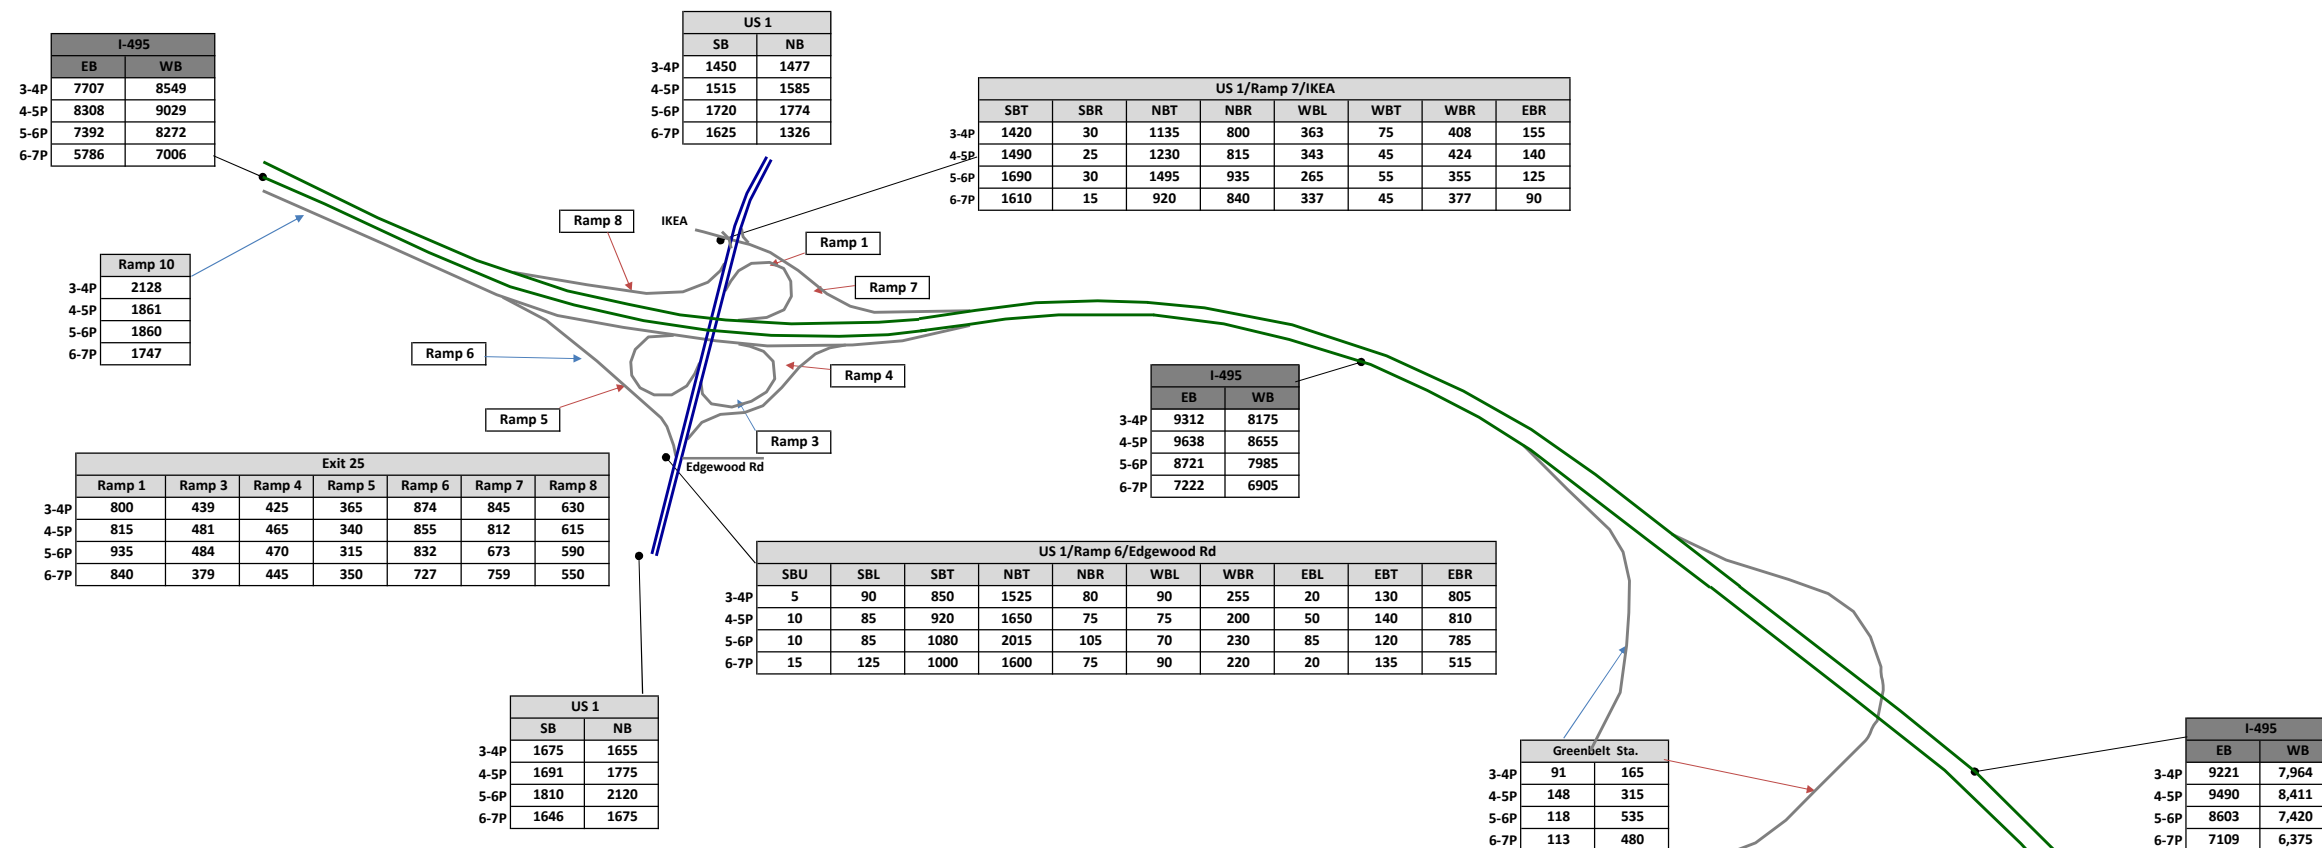 US 1
SB NB
3-4P 1450 1477
4-5P 1515 1585
5-6P 1720 1774
6-7P 1625 1326
I-495
EB WB
3-4P 7707 8549
4-5P 8308 9029
5-6P 7392 8272
6-7P 5786 7006
US 1/Ramp 7/IKEA
SBT SBR NBT NBR WBL WBT WBR EBR
3-4P 1420 30 1135 800 363 75 408 155
4-5P 1490 25 1230 815 343 45 424 140
5-6P 1690 30 1495 935 265 55 355 125
6-7P 1610 15 920 840 337 45 377 90
Ramp 8
IKEA
Ramp 1
Ramp 7
Ramp 10
3-4P 2128
4-5P 1861
5-6P 1860
6-7P 1747
Ramp 6
Ramp 4
Ramp 5
Ramp 3
Edgewood Rd
I-495
EB WB
3-4P 9312 8175
4-5P 9638 8655
5-6P 8721 7985
6-7P 7222 6905
Exit 25
Ramp 1 Ramp 3 Ramp 4 Ramp 5 Ramp 6 Ramp 7 Ramp 8
3-4P 800 439 425 365 874 845 630
4-5P 815 481 465 340 855 812 615
5-6P 935 484 470 315 832 673 590
6-7P 840 379 445 350 727 759 550
US 1/Ramp 6/Edgewood Rd
SBU SBL SBT NBT NBR WBL WBR EBL EBT EBR
3-4P 5 90 850 1525 80 90 255 20 130 805
4-5P 10 85 920 1650 75 75 200 50 140 810
5-6P 10 85 1080 2015 105 70 230 85 120 785
6-7P 15 125 1000 1600 75 90 220 20 135 515
US 1
SB NB
3-4P 1675 1655
4-5P 1691 1775
5-6P 1810 2120
6-7P 1646 1675
Greenbelt Sta.
3-4P 91 165
4-5P 148 315
5-6P 118 535
6-7P 113 480
I-495
EB WB
3-4P 9221 7,964
4-5P 9490 8,411
5-6P 8603 7,420
6-7P 7109 6,375